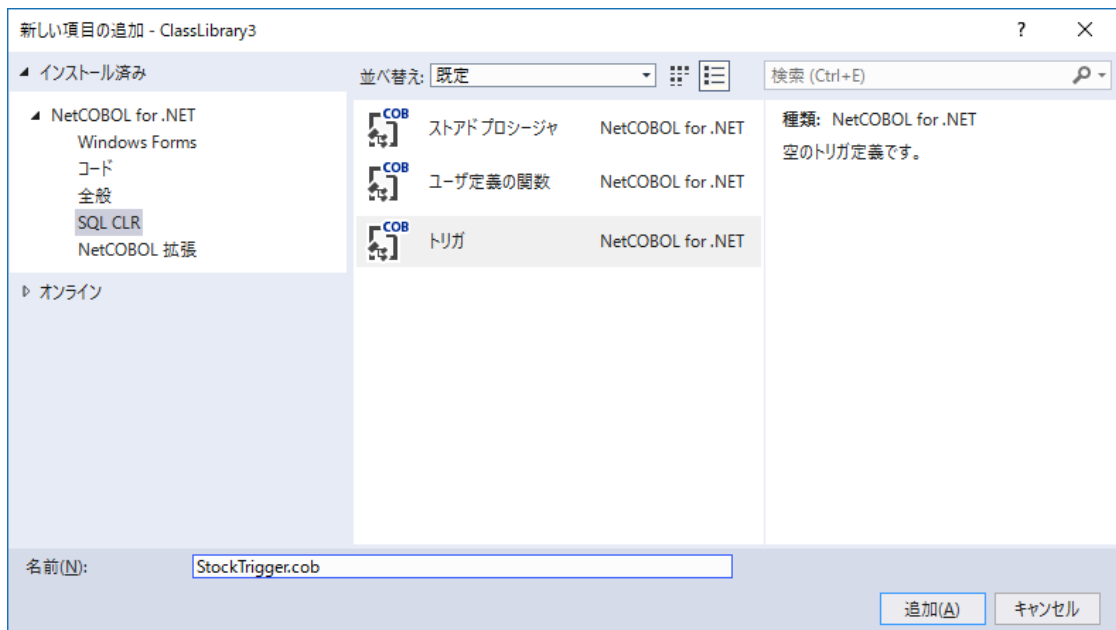 新しい項目の追加 - ClassLibrary3
?
インストール済み
並べ替え: 既定
検索 (Ctrl+E)
NetCOBOL for .NET
Windows Forms
コード
全般
SQL CLR
NetCOBOL 拡張
オンライン
COB ストアド プロシージャ NetCOBOL for .NET
COB ユーザ定義の関数 NetCOBOL for .NET
COB トリガ NetCOBOL for .NET
種類: NetCOBOL for .NET
空のトリガ定義です。
名前(N): StockTrigger.cob
追加(A) キャンセル